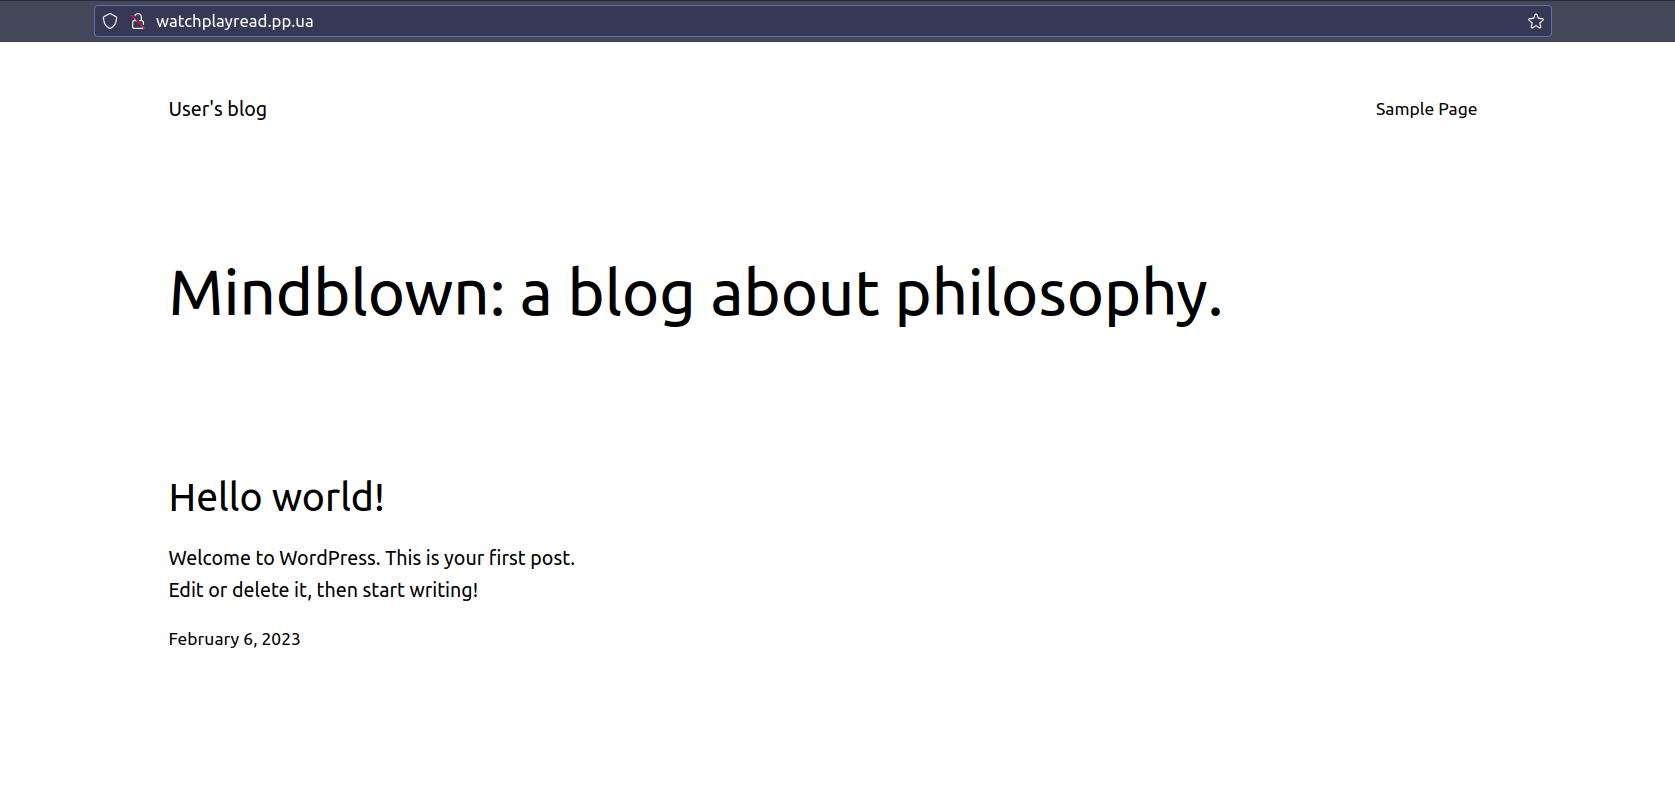 watchplayread.pp.ua
User's blog
Sample Page
Mindblown: a blog about philosophy.
Hello world!
Welcome to WordPress. This is your first post.
Edit or delete it, then start writing!
February 6, 2023